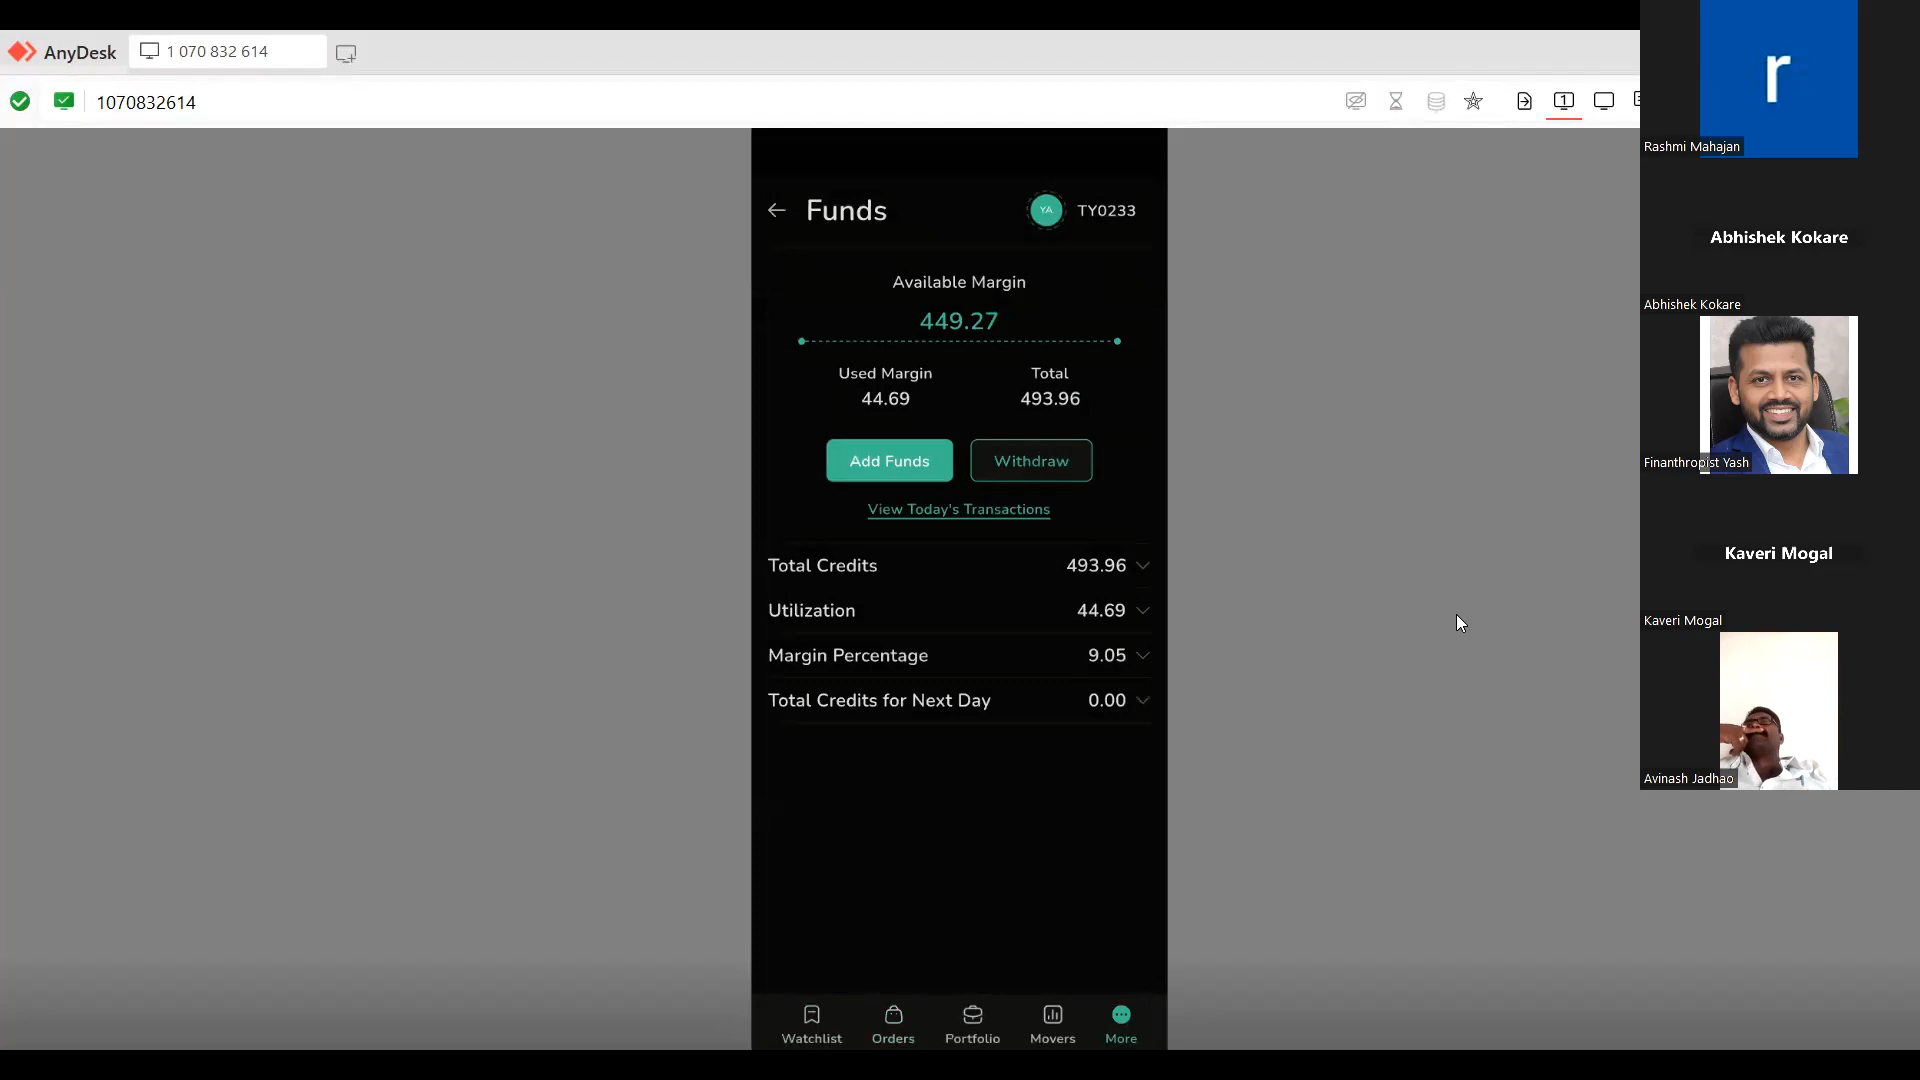 AnyDesk
1 070 832 614
1070832614
1
Funds
YA
TY0233
Available Margin
449.27
Used Margin
Total
44.69
493.96
Add Funds
Withdraw
View Today's Transactions
Total Credits
493.96
Utilization
44.69
Margin Percentage
9.05
Total Credits for Next Day
0.00
Watchlist
Orders
Portfolio
Movers
More
r
Rashmi Mahajan
Abhishek Kokare
Abhishek Kokare
Finanthropist Yash
Kaveri Mogal
Kaveri Mogal
Avinash Jadhao